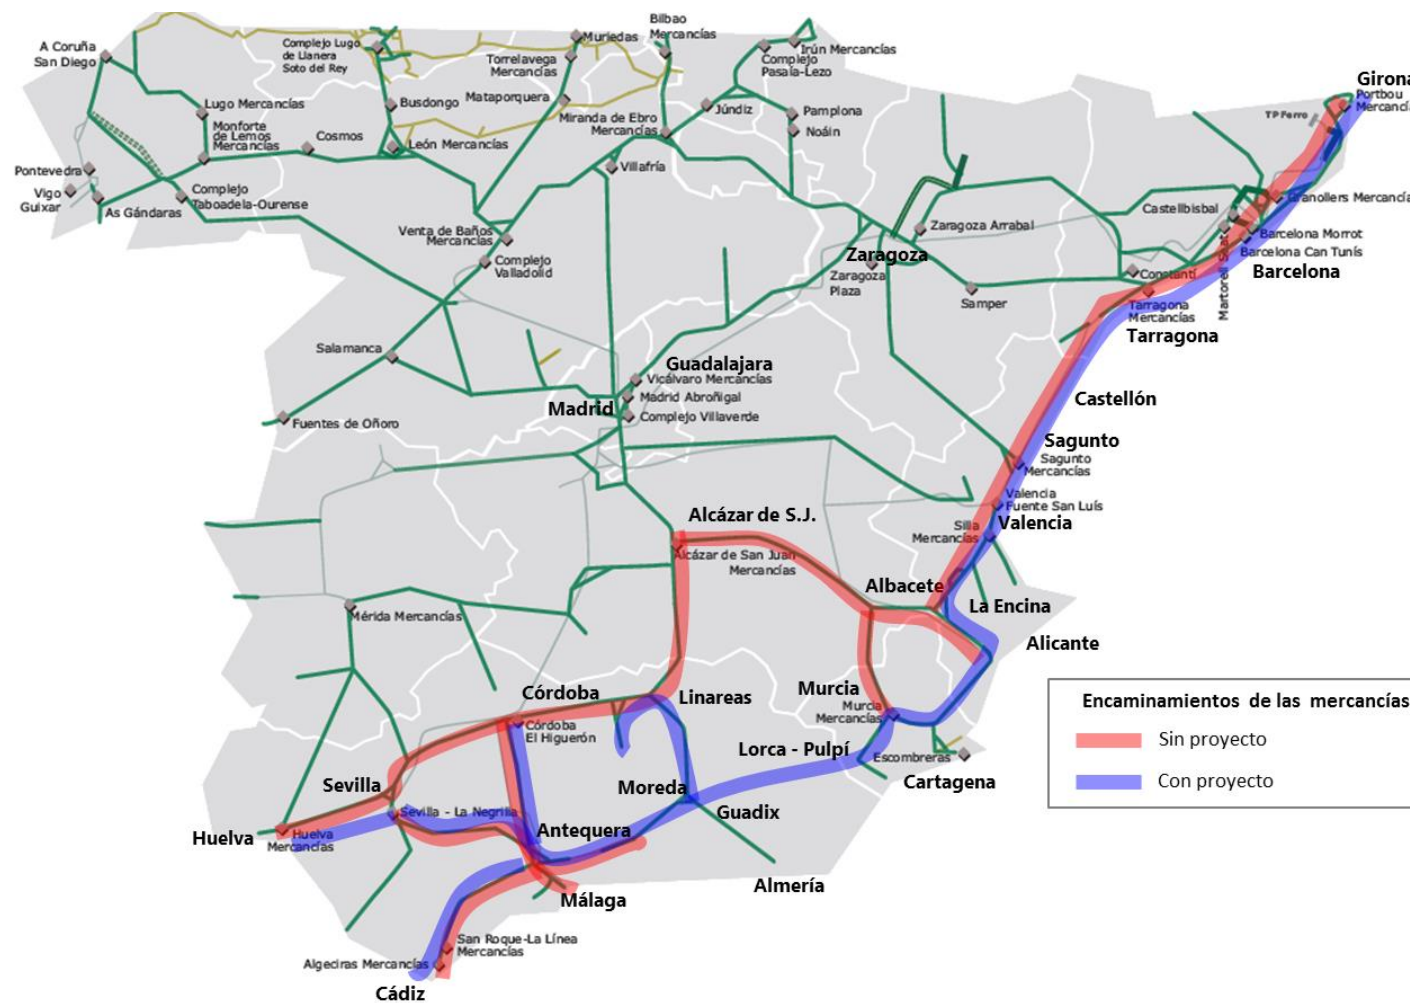 Bilbao
Mercancías
Muriedas
A Coruña
San Diego
Complejo Lugo
de Llanera
Soto del Rey
Torrelavega
Mercancías
Irún Mercancías
Complejo
Pasaia-Lezo
Girona
Portbou
TP Ferro
Lugo Mercancías
Busdongo
Mataporquera
Júndiz
Pamplona
Miranda de Ebro
Mercancías
Monforte
de Lemos
Mercancías
Cosmos
León Mercancías
Noáin
Villafría
Pontevedra
Vigo
Guixar
As Gándaras
Complejo
Taboadela-Ourense
Granollers Mercancía
Castellbisbal
Venta de Baños
Mercancías
Zaragoza Arrabal
Barcelona Morrot
Barcelona Can Tunís
Complejo
Valladolid
Zaragoza
Zaragoza
Plaza
Constantí
Martorell Seat
Barcelona
Samper
Tarragona
Mercancías
Tarragona
Salamanca
Guadalajara
Vicálvaro Mercancías
Madrid Abroñigal
Madrid
Complejo Villaverde
Castellón
Fuentes de Oñoro
Sagunto
Sagunto
Mercancías
Valencia
Fuente San Luís
Alcázar de S.J.
Silla
Mercancías
Valencia
Alcázar de San Juan
Mercancías
Albacete
La Encina
Mérida Mercancías
Alicante
Córdoba
Linareas
Murcia
Murcia
Mercancías
Encaminamientos de las mercancías
Sin proyecto
Con proyecto
Córdoba
El Higuerón
Lorca - Pulpí
Escombreras
Cartagena
Sevilla
Moreda
Guadix
Sevilla - La Negrilla
Huelva
Huelva
Mercancías
Antequera
Almería
Málaga
San Roque-La Línea
Mercancías
Algeciras Mercancías
Cádiz